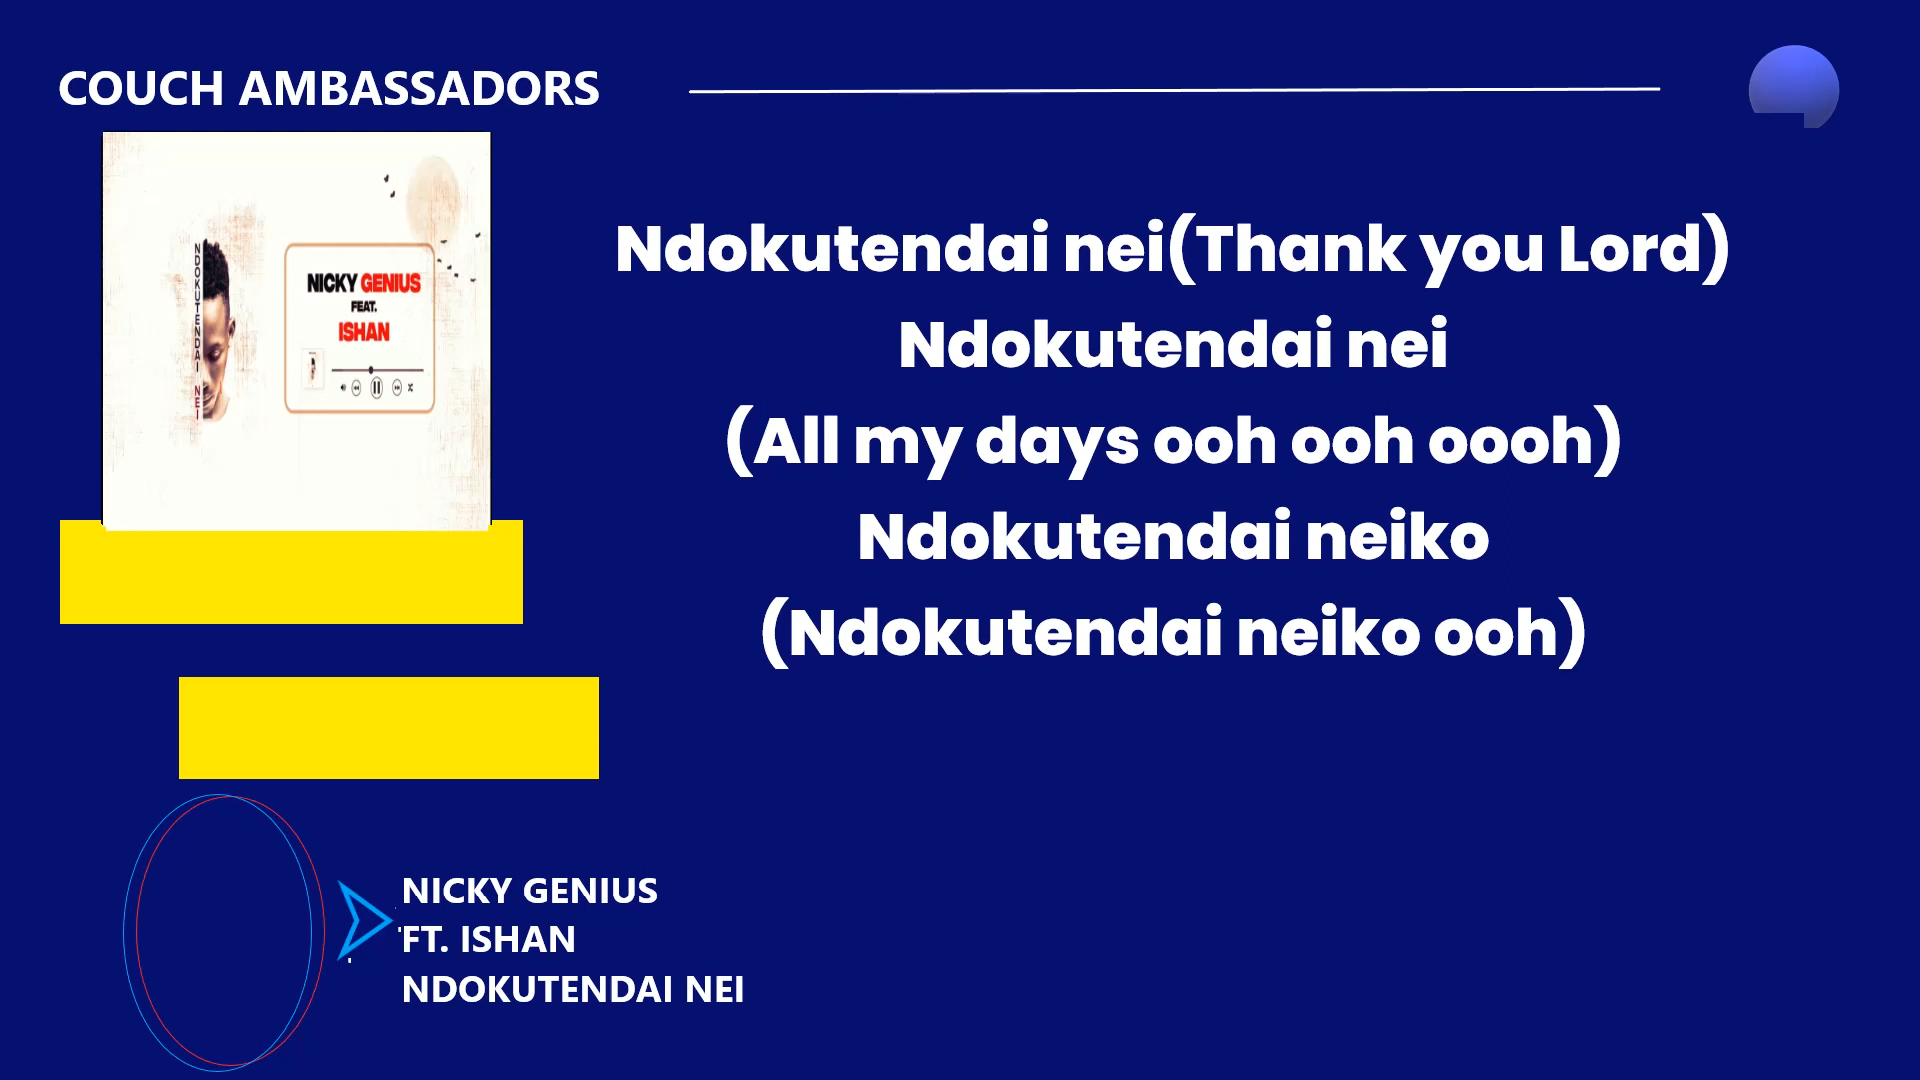 COUCH AMBASSADORS
NDOKUTENDAI NEI
NICKY GENIUS
FEAT.
ISHAN
Ndokutendai nei(Thank you Lord)
Ndokutendai nei
(All my days ooh ooh oooh)
Ndokutendai neiko
(Ndokutendai neiko ooh)
NICKY GENIUS
FT. ISHAN
NDOKUTENDAI NEI